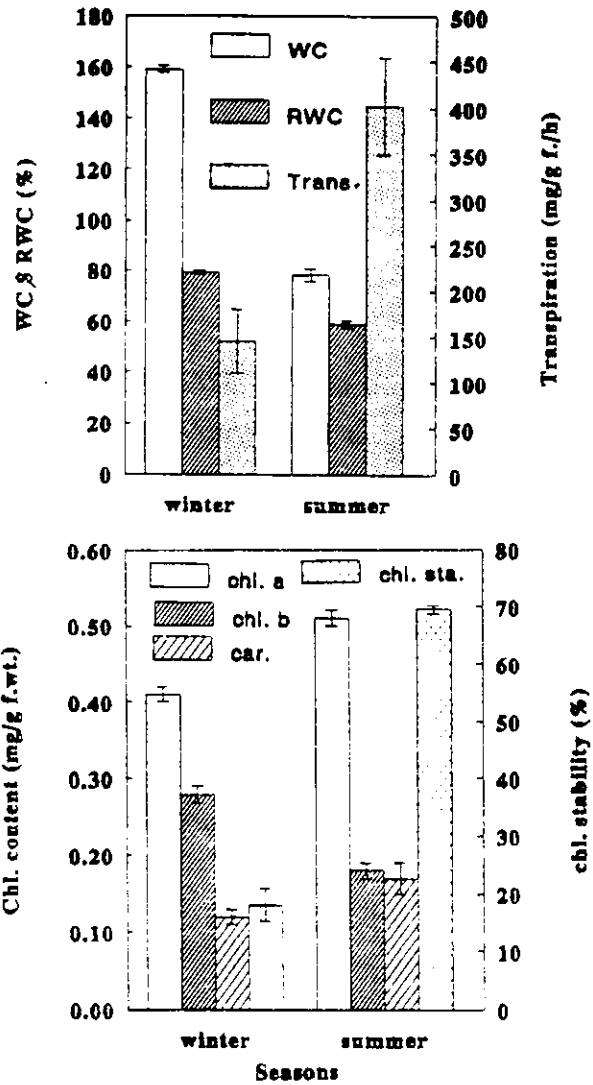 180
160
140
120
100
80
60
40
20
0
WC & RWC (%)
WC
RWC
Trans.
500
450
400
350
300
250
220
150
100
50
0
Transpiration (mg/g f./h)
winter summer
0.60
0.50
0.40
0.30
0.20
0.10
0.00
Chl. content (mg/g f.wt.)
chl. a
chl. b
car.
chl. sta.
80
70
60
50
40
30
20
10
0
chl. stability (%)
winter summer
Seasons